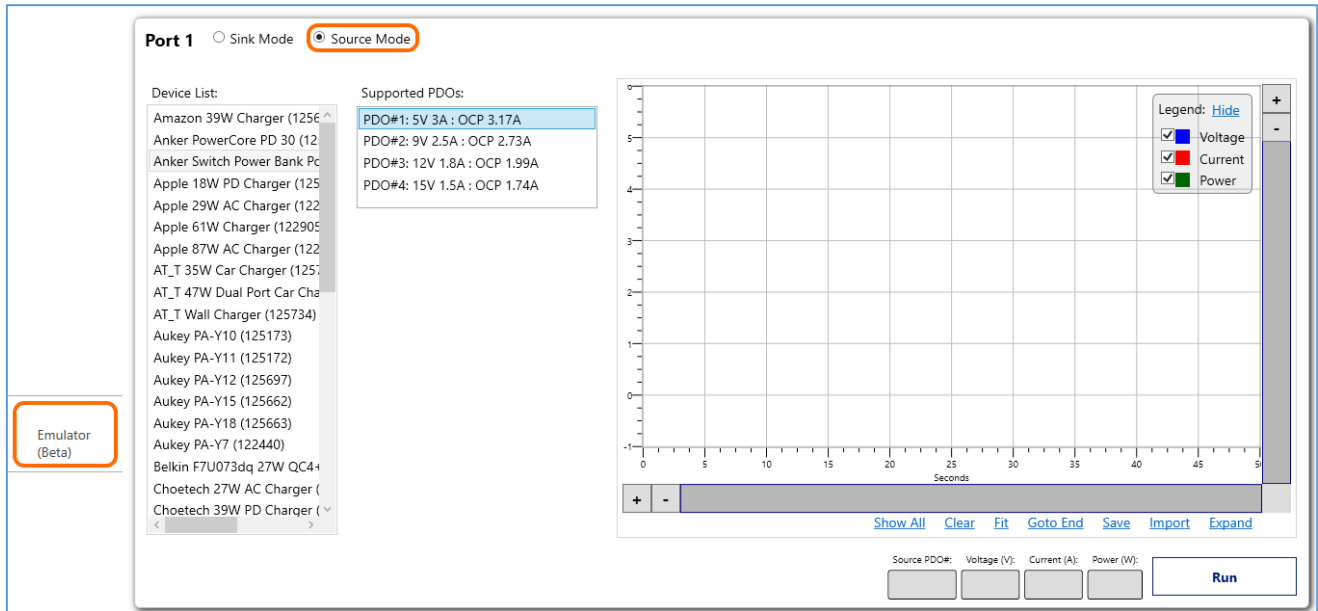 Port 1 Sink Mode Source Mode
Device List:
Amazon 39W Charger (1256
Anker PowerCore PD 30 (12
Anker Switch Power Bank Po
Apple 18W PD Charger (125
Apple 29W AC Charger (122
Apple 61W Charger (122905
Apple 87W AC Charger (122
AT_T 35W Car Charger (1257
AT_T 47W Dual Port Car Cha
AT_T Wall Charger (125734)
Aukey PA-Y10 (125173)
Aukey PA-Y11 (125172)
Aukey PA-Y12 (125697)
Aukey PA-Y15 (125662)
Aukey PA-Y18 (125663)
Aukey PA-Y7 (122440)
Belkin F7U073dq 27W QC4+
Choetech 27W AC Charger (
Choetech 39W PD Charger (
Supported PDOs:
PDO#1: 5V 3A : OCP 3.17A
PDO#2: 9V 2.5A : OCP 2.73A
PDO#3: 12V 1.8A : OCP 1.99A
PDO#4: 15V 1.5A : OCP 1.74A
6
5
4
3
2
1
0
-1
0 5 10 15 20 25 30 35 40 45 5
Seconds
Legend: Hide
Voltage
Current
Power
+
-
+ -
Show All Clear Fit Goto End Save Import Expand
Source PDO#: Voltage (V): Current (A): Power (W):
Run
Emulator
(Beta)